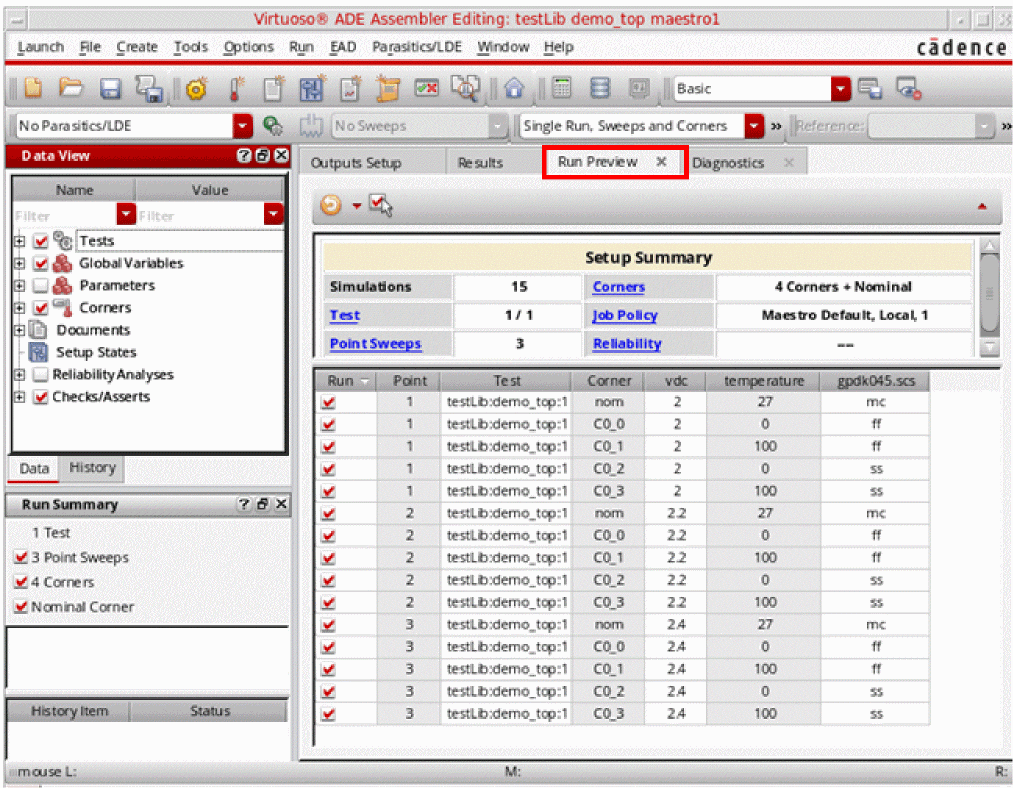 Virtuoso® ADE Assembler Editing: testLib demo_top maestro1
Launch File Create Tools Options Run EAD Parasitics/LDE Window Help cādence
Basic
No Parasitics/LDE No Sweeps Single Run, Sweeps and Corners » Reference: »
Data View
Name Value
Filter Filter
Tests
Global Variables
Parameters
Corners
Documents
Setup States
Reliability Analyses
Checks/Asserts
Data History
Run Summary
1 Test
3 Point Sweeps
4 Corners
Nominal Corner
History Item Status
Outputs Setup Results Run Preview Diagnostics
Setup Summary
Simulations 15 Corners 4 Corners + Nominal
Test 1 / 1 Job Policy Maestro Default, Local, 1
Point Sweeps 3 Reliability ---
Run Point Test Corner vdc temperature gpdk045.scs
1 testLib:demo_top:1 nom 2 27 mc
1 testLib:demo_top:1 C0_0 2 0 ff
1 testLib:demo_top:1 C0_1 2 100 ff
1 testLib:demo_top:1 C0_2 2 0 ss
1 testLib:demo_top:1 C0_3 2 100 ss
2 testLib:demo_top:1 nom 2.2 27 mc
2 testLib:demo_top:1 C0_0 2.2 0 ff
2 testLib:demo_top:1 C0_1 2.2 100 ff
2 testLib:demo_top:1 C0_2 2.2 0 ss
2 testLib:demo_top:1 C0_3 2.2 100 ss
3 testLib:demo_top:1 nom 2.4 27 mc
3 testLib:demo_top:1 C0_0 2.4 0 ff
3 testLib:demo_top:1 C0_1 2.4 100 ff
3 testLib:demo_top:1 C0_2 2.4 0 ss
3 testLib:demo_top:1 C0_3 2.4 100 ss
mouse L: M: R: